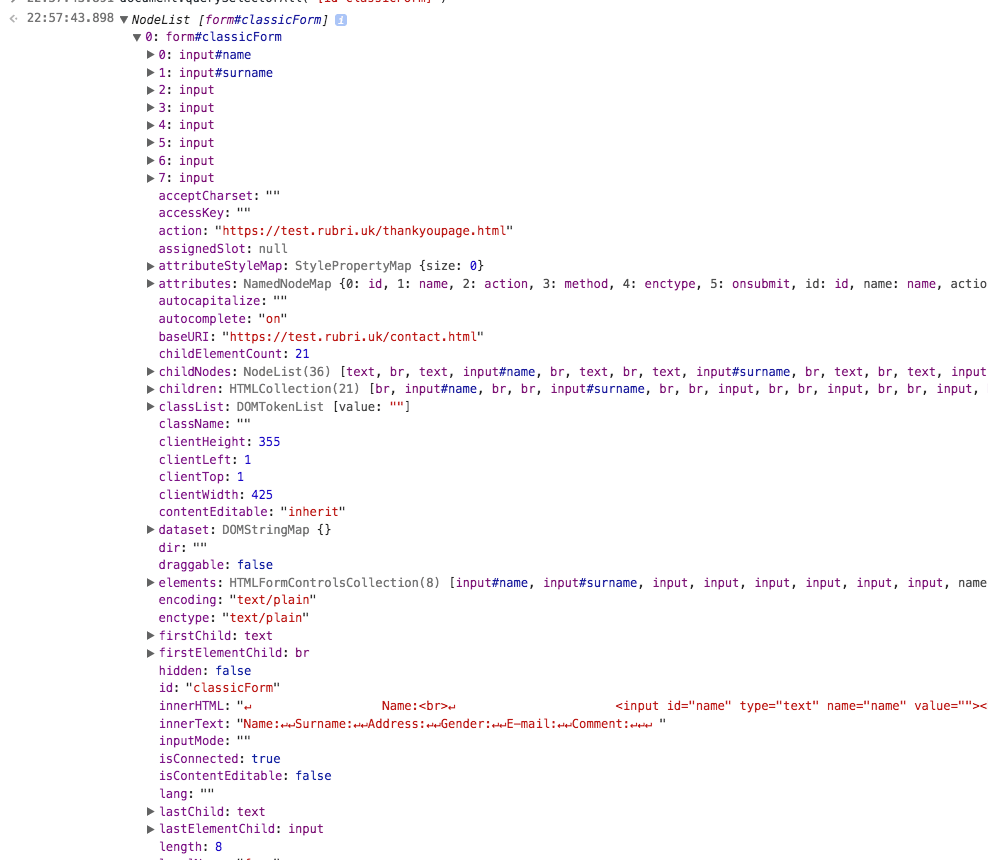 22:57:43.898 ▼NodeList [form#classicForm] i
▼0: form#classicForm
▶0: input#name
▶1: input#surname
▶2: input
▶3: input
▶4: input
▶5: input
▶6: input
▶7: input
acceptCharset: ""
accessKey: ""
action: "https://test.rubri.uk/thankyoupage.html"
assignedSlot: null
▶attributeStyleMap: StylePropertyMap {size: 0}
▶attributes: NamedNodeMap {0: id, 1: name, 2: action, 3: method, 4: enctype, 5: onsubmit, id: id, name: name, actio
autocapitalize: ""
autocomplete: "on"
baseURI: "https://test.rubri.uk/contact.html"
childElementCount: 21
▶childNodes: NodeList(36) [text, br, text, input#name, br, text, br, text, input#surname, br, text, br, text, input
▶children: HTMLCollection(21) [br, input#name, br, br, input#surname, br, br, input, br, br, input, br, br, input,
▶classList: DOMTokenList [value: ""]
className: ""
clientHeight: 355
clientLeft: 1
clientTop: 1
clientWidth: 425
contentEditable: "inherit"
▶dataset: DOMStringMap {}
dir: ""
draggable: false
▶elements: HTMLFormControlsCollection(8) [input#name, input#surname, input, input, input, input, input, input, name
encoding: "text/plain"
enctype: "text/plain"
▶firstChild: text
▶firstElementChild: br
hidden: false
id: "classicForm"
innerHTML: "↵ Name:<br>↵ <input id="name" type="text" name="name" value=""><
innerText: "Name:↵↵Surname:↵↵Address:↵↵Gender:↵↵E-mail:↵↵Comment:↵↵↵ "
inputMode: ""
isConnected: true
isContentEditable: false
lang: ""
▶lastChild: text
▶lastElementChild: input
length: 8